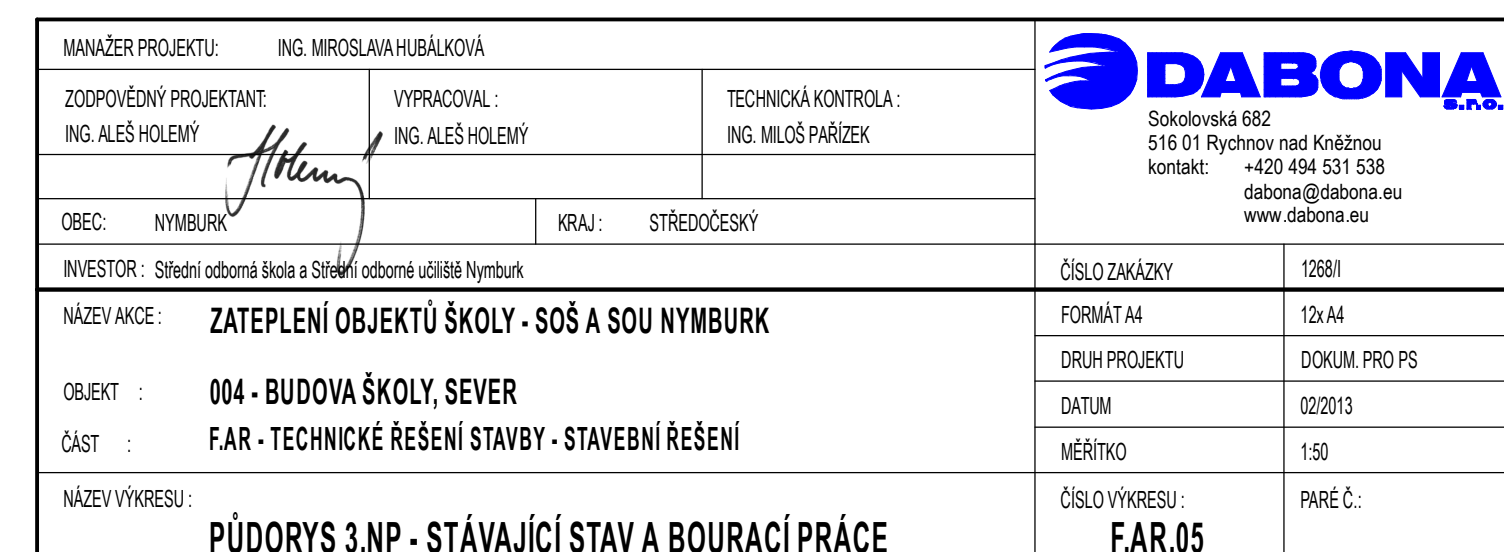 MANAŽER PROJEKTU: ING. MIROSLAVA HUBÁLKOVÁ
ZODPOVĚDNÝ PROJEKTANT: VYPRACOVAL : TECHNICKÁ KONTROLA :
ING. ALEŠ HOLEMÝ ING. ALEŠ HOLEMÝ ING. MILOŠ PAŘÍZEK
Holemý
OBEC: NYMBURK KRAJ : STŘEDOČESKÝ
INVESTOR : Střední odborná škola a Střední odborné učiliště Nymburk
DABONA
s.r.o.
Sokolovská 682
516 01 Rychnov nad Kněžnou
kontakt: +420 494 531 538
dabona@dabona.eu
www.dabona.eu
ČÍSLO ZAKÁZKY 1268/I
NÁZEV AKCE : ZATEPLENÍ OBJEKTŮ ŠKOLY - SOŠ A SOU NYMBURK
OBJEKT : 004 - BUDOVA ŠKOLY, SEVER
ČÁST : F.AR - TECHNICKÉ ŘEŠENÍ STAVBY - STAVEBNÍ ŘEŠENÍ
FORMÁT A4 12x A4
DRUH PROJEKTU DOKUM. PRO PS
DATUM 02/2013
MĚŘÍTKO 1:50
NÁZEV VÝKRESU :
PŮDORYS 3.NP - STÁVAJÍCÍ STAV A BOURACÍ PRÁCE
ČÍSLO VÝKRESU : PARÉ Č.:
F.AR.05